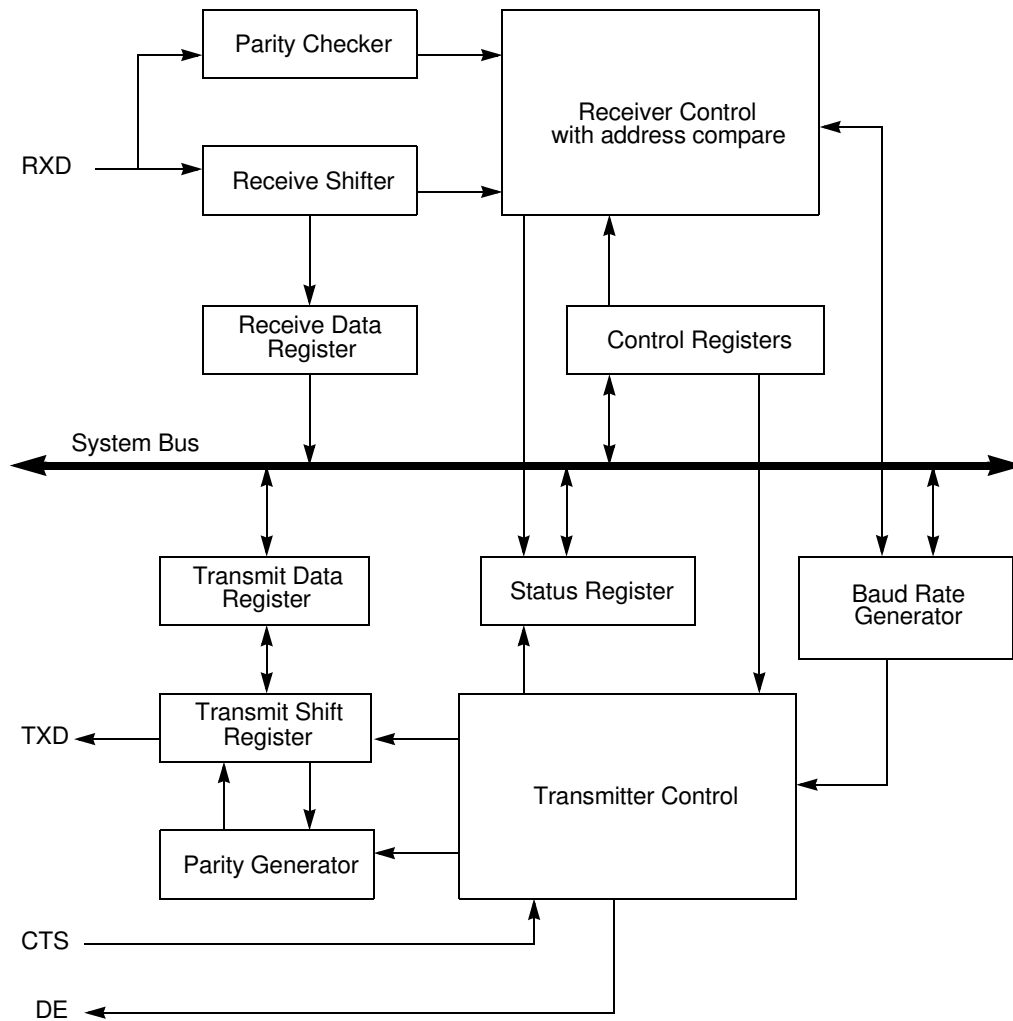 Parity Checker
Receiver Control
with address compare
RXD
Receive Shifter
Receive Data
Register
Control Registers
System Bus
Transmit Data
Register
Status Register
Baud Rate
Generator
Transmit Shift
Register
TXD
Transmitter Control
Parity Generator
CTS
DE